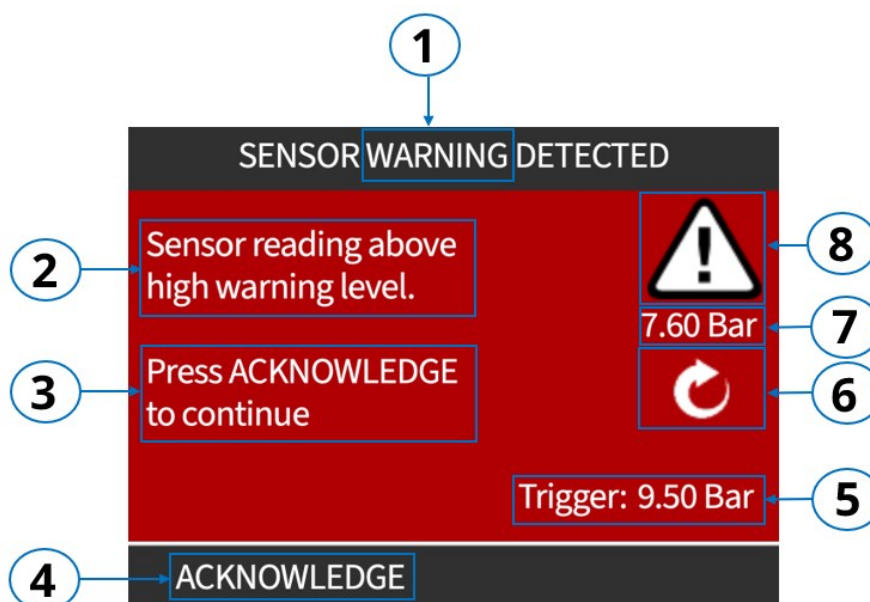 1
SENSOR WARNING DETECTED
2
Sensor reading above
high warning level.
8
!
7.60 Bar
7
3
Press ACKNOWLEDGE
to continue
6
Trigger: 9.50 Bar
5
4
ACKNOWLEDGE